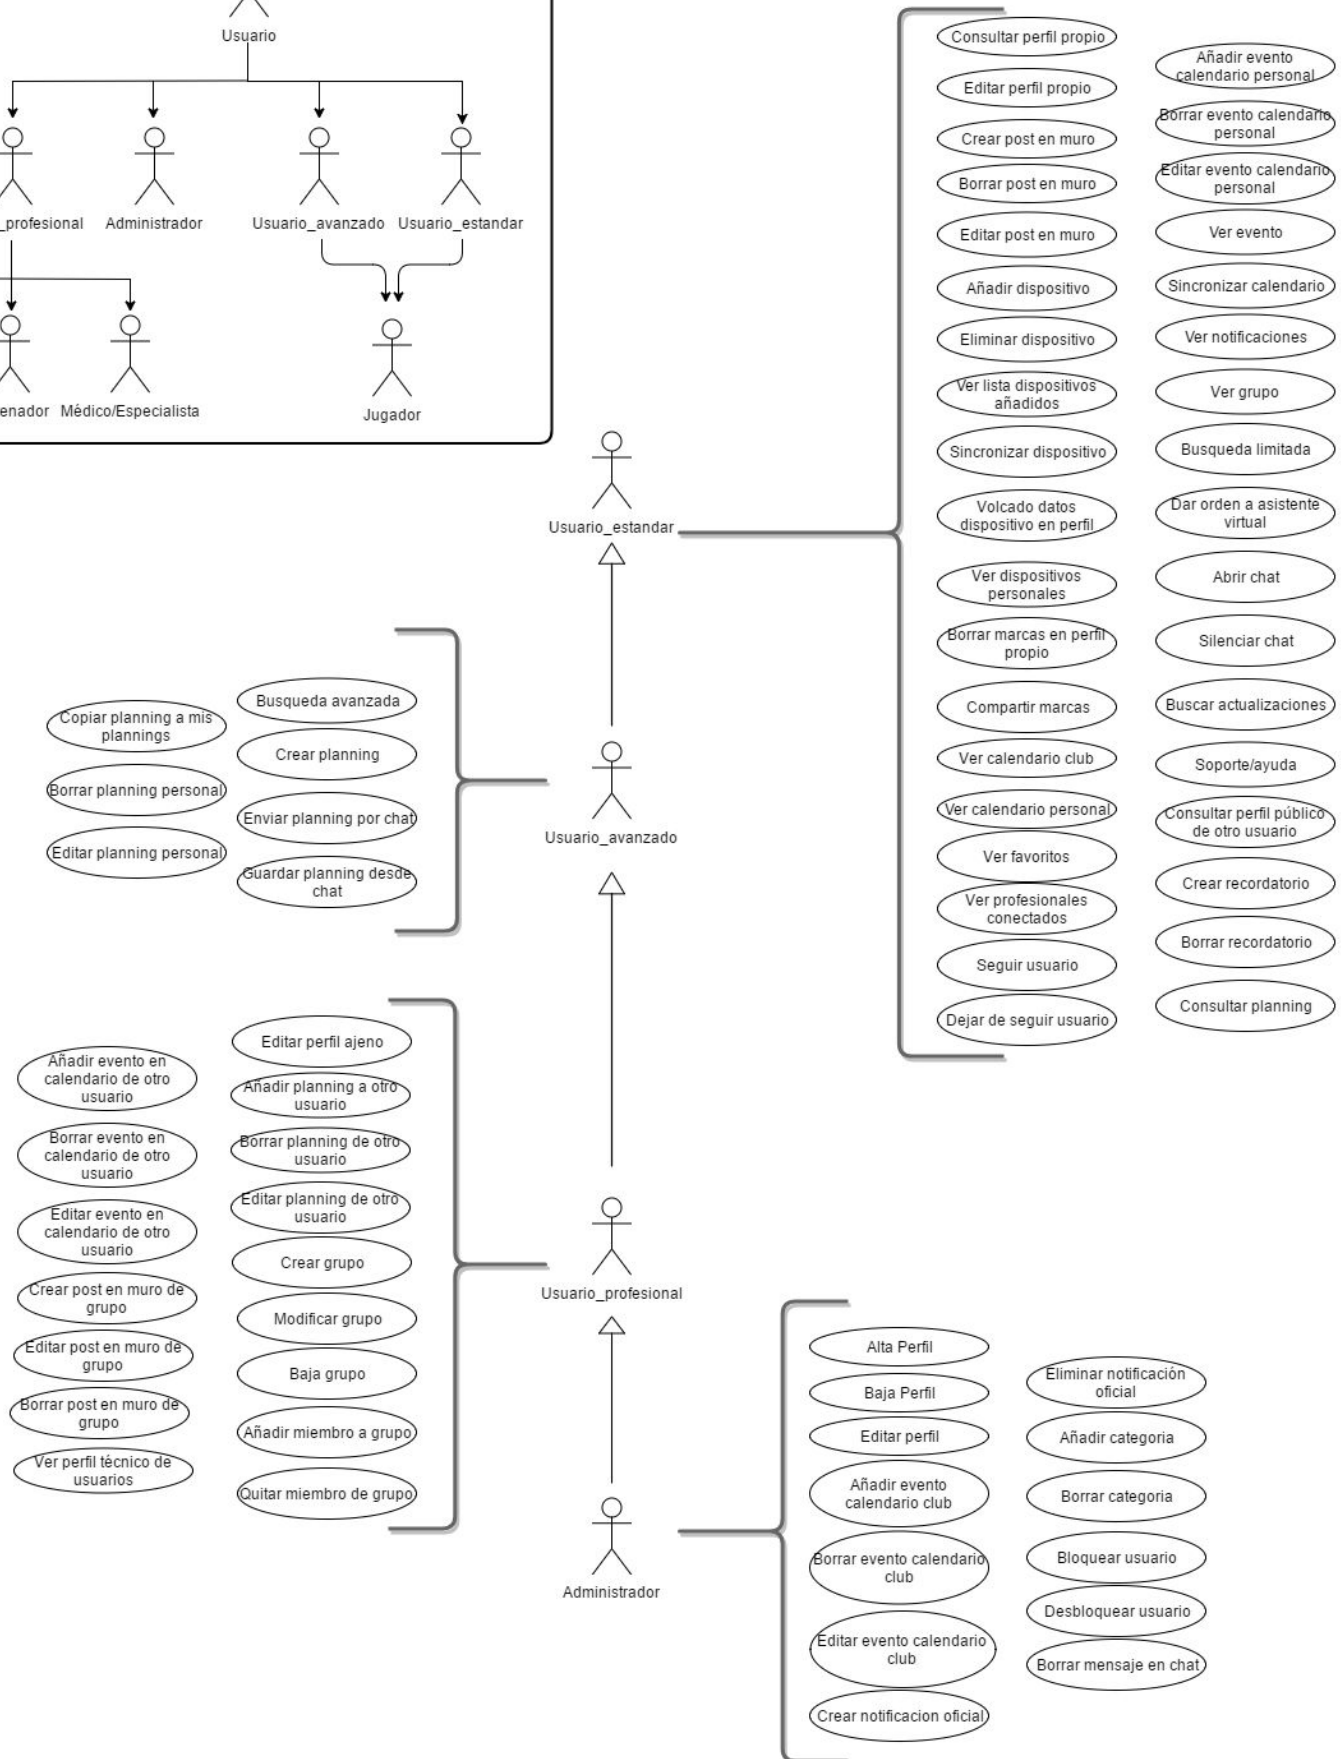 Usuario
_profesional
Administrador
Usuario_avanzado
Usuario_estandar
enador
Médico/Especialista
Jugador
Usuario_estandar
Consultar perfil propio
Editar perfil propio
Crear post en muro
Borrar post en muro
Editar post en muro
Añadir dispositivo
Eliminar dispositivo
Ver lista dispositivos
añadidos
Sincronizar dispositivo
Volcado datos
dispositivo en perfil
Ver dispositivos
personales
Borrar marcas en perfil
propio
Compartir marcas
Ver calendario club
Ver calendario personal
Ver favoritos
Ver profesionales
conectados
Seguir usuario
Dejar de seguir usuario
Añadir evento
calendario personal
Borrar evento calendario
personal
Editar evento calendario
personal
Ver evento
Sincronizar calendario
Ver notificaciones
Ver grupo
Busqueda limitada
Dar orden a asistente
virtual
Abrir chat
Silenciar chat
Buscar actualizaciones
Soporte/ayuda
Consultar perfil público
de otro usuario
Crear recordatorio
Borrar recordatorio
Consultar planning
Copiar planning a mis
plannings
Borrar planning personal
Editar planning personal
Busqueda avanzada
Crear planning
Enviar planning por chat
Guardar planning desde
chat
Usuario_avanzado
Añadir evento en
calendario de otro
usuario
Borrar evento en
calendario de otro
usuario
Editar evento en
calendario de otro
usuario
Crear post en muro de
grupo
Editar post en muro de
grupo
Borrar post en muro de
grupo
Ver perfil técnico de
usuarios
Editar perfil ajeno
Añadir planning a otro
usuario
Borrar planning de otro
usuario
Editar planning de otro
usuario
Crear grupo
Modificar grupo
Baja grupo
Añadir miembro a grupo
Quitar miembro de grupo
Usuario_profesional
Administrador
Alta Perfil
Baja Perfil
Editar perfil
Añadir evento
calendario club
Borrar evento calendario
club
Editar evento calendario
club
Crear notificacion oficial
Eliminar notificación
oficial
Añadir categoria
Borrar categoria
Bloquear usuario
Desbloquear usuario
Borrar mensaje en chat